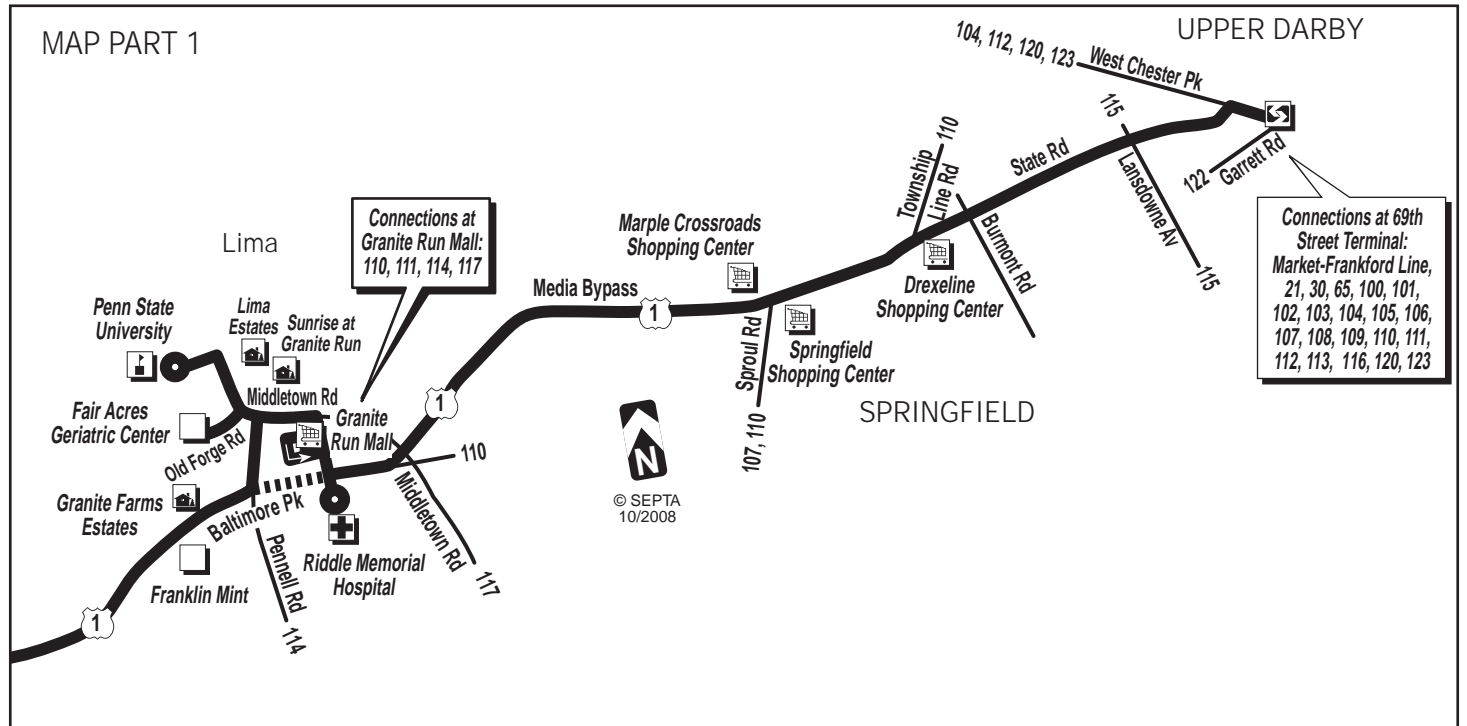 MAP PART 1
UPPER DARBY
104, 112, 120, 123
West Chester Pk
115
110
Township
Line Rd
State Rd
Lansdowne Av
115
122
Garrett Rd
Connections at 69th
Street Terminal:
Market-Frankford Line,
21, 30, 65, 100, 101,
102, 103, 104, 105, 106,
107, 108, 109, 110, 111,
112, 113, 116, 120, 123
Burmont Rd
Marple Crossroads
Shopping Center
Drexeline
Shopping Center
Connections at
Granite Run Mall:
110, 111, 114, 117
Lima
Media Bypass
1
Sproul Rd
107, 110
Springfield
Shopping Center
SPRINGFIELD
Penn State
University
Lima
Estates
Sunrise at
Granite Run
Middletown Rd
1
Fair Acres
Geriatric Center
Granite
Run Mall
Old Forge Rd
110
N
© SEPTA
10/2008
Granite Farms
Estates
Baltimore Pk
Middletown Rd
117
Pennell Rd
114
Riddle Memorial
Hospital
Franklin Mint
1